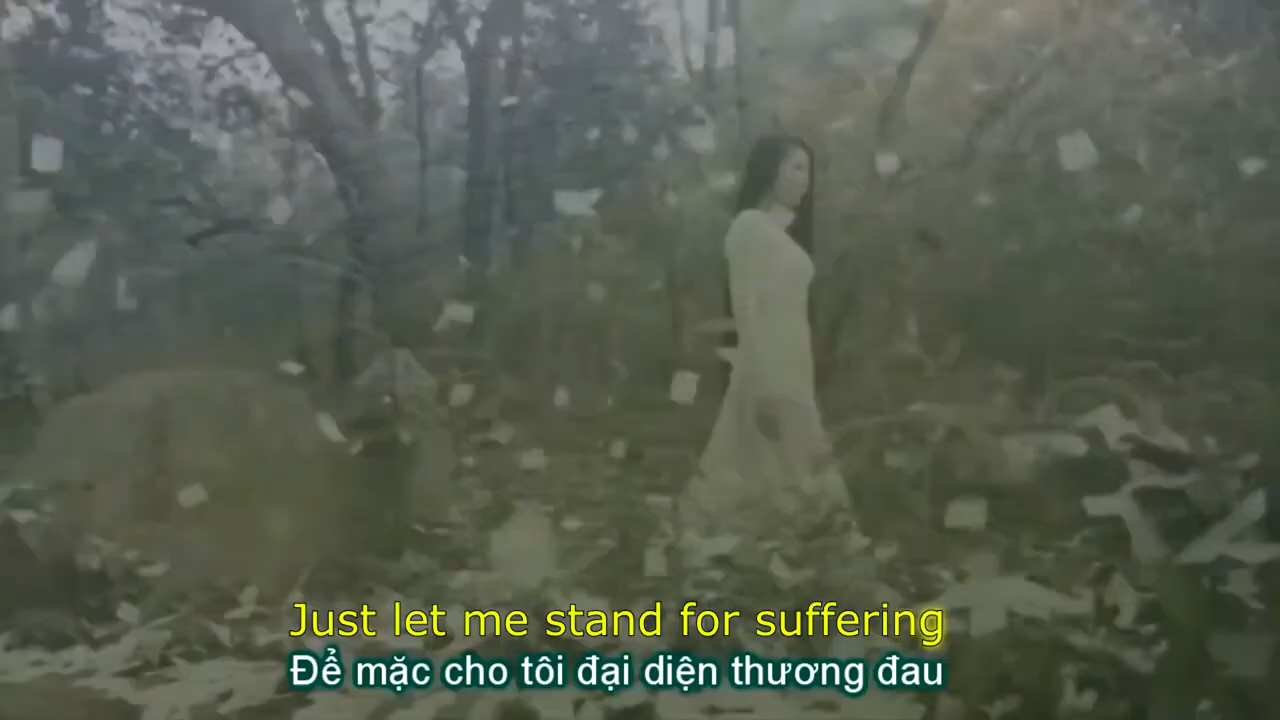 Just let me stand for suffering
Để mặc cho tôi đại diện thương đau